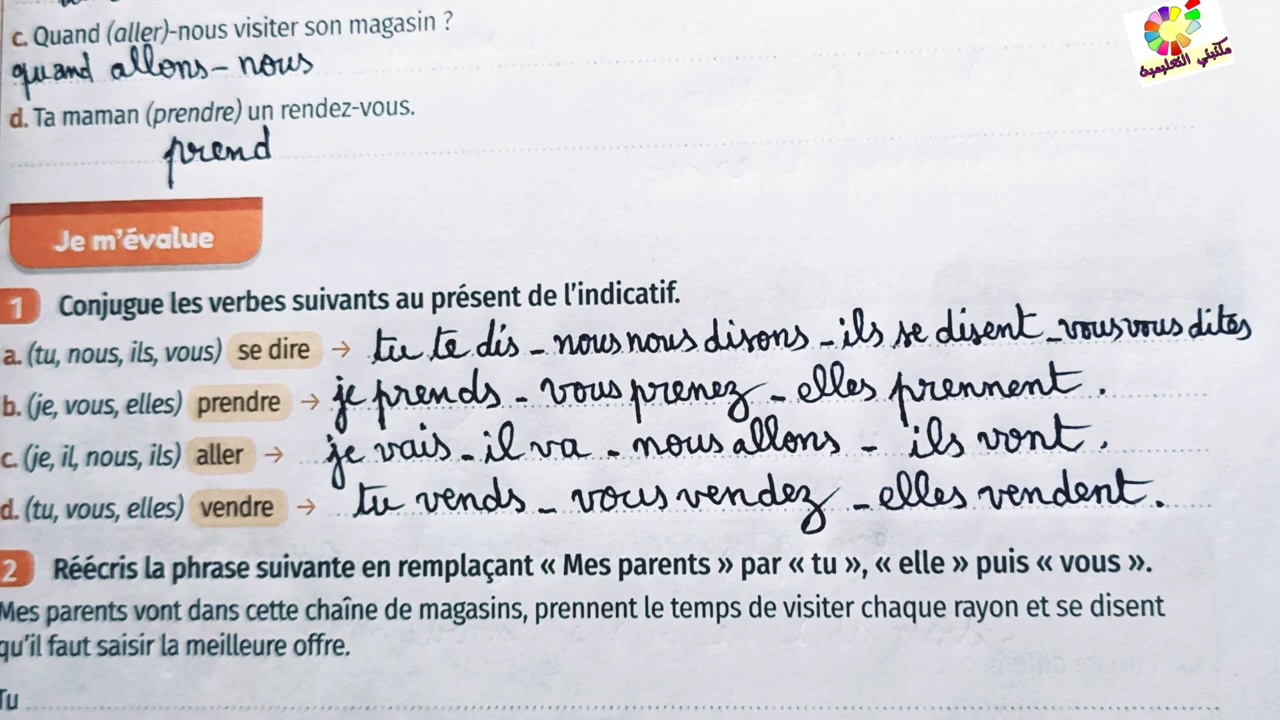 c. Quand (aller)-nous visiter son magasin ?
quand allons - nous
d. Ta maman (prendre) un rendez-vous.
prend
Je m'évalue
1 Conjugue les verbes suivants au présent de l'indicatif.
a. (tu, nous, ils, vous) se dire → tu te dis - nous nous disons - ils se disent - vous vous dites
b. (je, vous, elles) prendre → je prends - vous prenez - elles prennent.
c. (je, il, nous, ils) aller → je vais - il va - nous allons - ils vont.
d. (tu, vous, elles) vendre → tu vends - vous vendez - elles vendent.
2 Réécris la phrase suivante en remplaçant « Mes parents » par « tu », « elle » puis « vous ».
Mes parents vont dans cette chaîne de magasins, prennent le temps de visiter chaque rayon et se disent
qu'il faut saisir la meilleure offre.
Tu
مكتبتي التعليمية